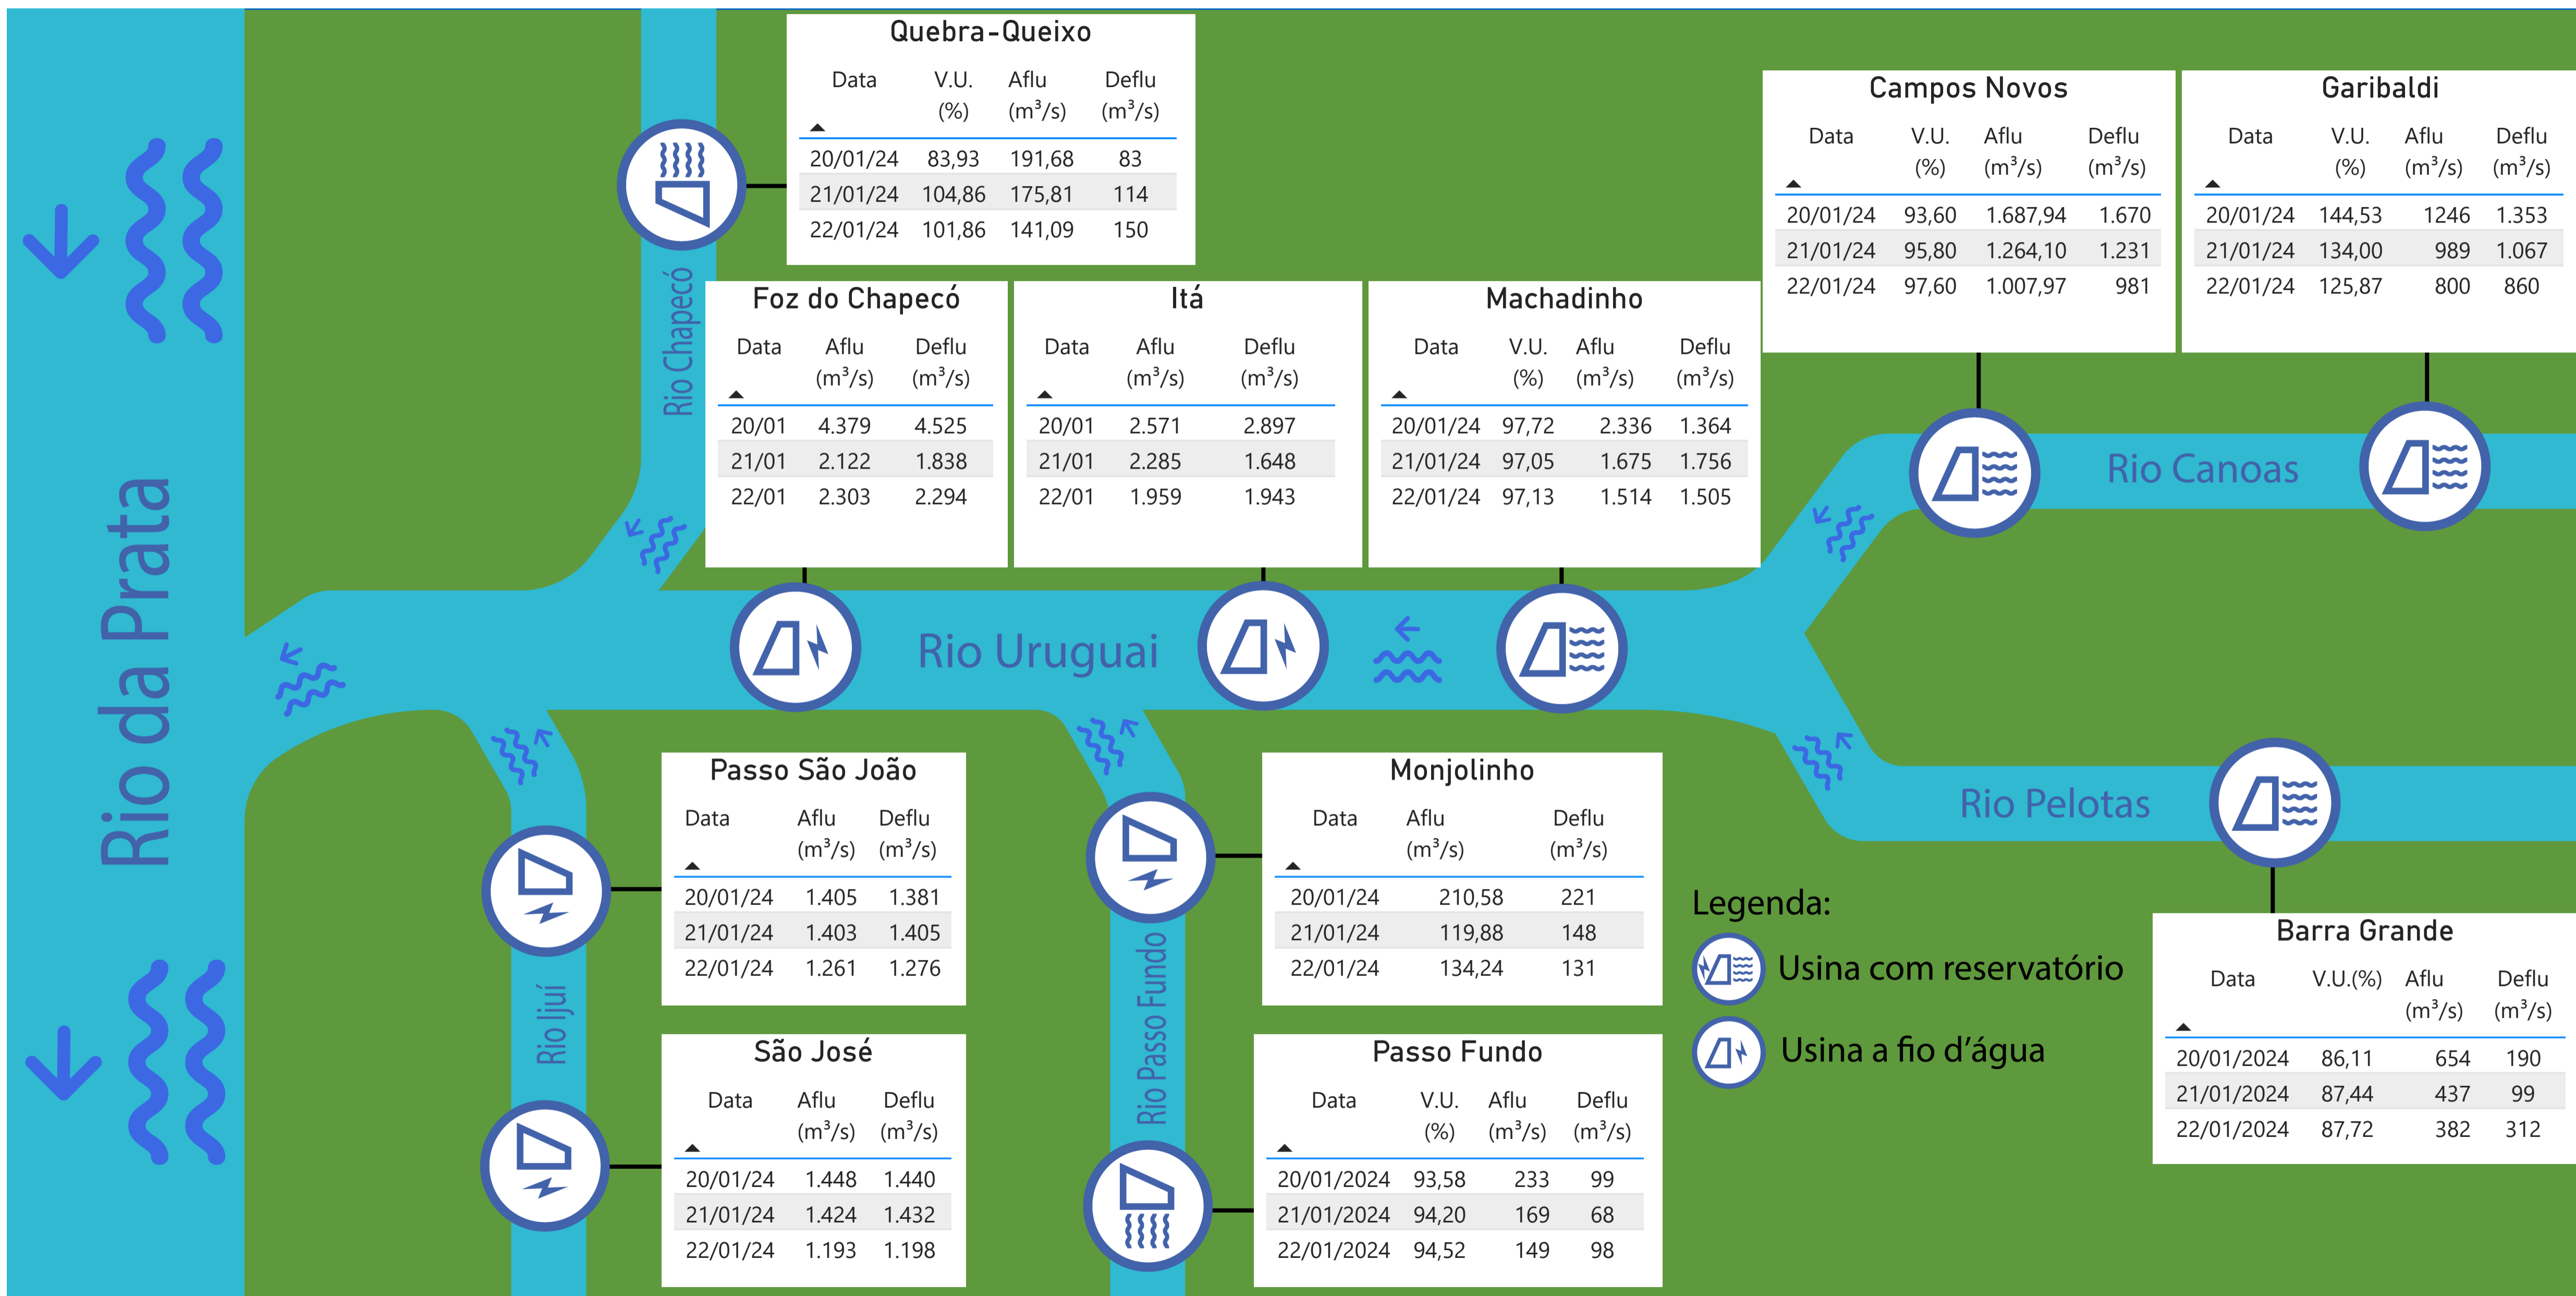 Quebra-Queixo
Data V.U. Aflu Deflu
(%) (m³/s) (m³/s)
20/01/24 83,93 191,68 83
21/01/24 104,86 175,81 114
22/01/24 101,86 141,09 150
Campos Novos
Data V.U. Aflu Deflu
(%) (m³/s) (m³/s)
20/01/24 93,60 1.687,94 1.670
21/01/24 95,80 1.264,10 1.231
22/01/24 97,60 1.007,97 981
Garibaldi
Data V.U. Aflu Deflu
(%) (m³/s) (m³/s)
20/01/24 144,53 1246 1.353
21/01/24 134,00 989 1.067
22/01/24 125,87 800 860
Rio Chapecó
Foz do Chapecó
Data Aflu Deflu
(m³/s) (m³/s)
20/01 4.379 4.525
21/01 2.122 1.838
22/01 2.303 2.294
Itá
Data Aflu Deflu
(m³/s) (m³/s)
20/01 2.571 2.897
21/01 2.285 1.648
22/01 1.959 1.943
Machadinho
Data V.U. Aflu Deflu
(%) (m³/s) (m³/s)
20/01/24 97,72 2.336 1.364
21/01/24 97,05 1.675 1.756
22/01/24 97,13 1.514 1.505
Rio Canoas
Rio da Prata
Rio Uruguai
Rio Pelotas
Passo São João
Data Aflu Deflu
(m³/s) (m³/s)
20/01/24 1.405 1.381
21/01/24 1.403 1.405
22/01/24 1.261 1.276
Monjolinho
Data Aflu Deflu
(m³/s) (m³/s)
20/01/24 210,58 221
21/01/24 119,88 148
22/01/24 134,24 131
Legenda:
Usina com reservatório
Usina a fio d'água
Barra Grande
Data V.U.(%) Aflu Deflu
(m³/s) (m³/s)
20/01/2024 86,11 654 190
21/01/2024 87,44 437 99
22/01/2024 87,72 382 312
Rio Ijuí
São José
Data Aflu Deflu
(m³/s) (m³/s)
20/01/24 1.448 1.440
21/01/24 1.424 1.432
22/01/24 1.193 1.198
Rio Passo Fundo
Passo Fundo
Data V.U. Aflu Deflu
(%) (m³/s) (m³/s)
20/01/2024 93,58 233 99
21/01/2024 94,20 169 68
22/01/2024 94,52 149 98